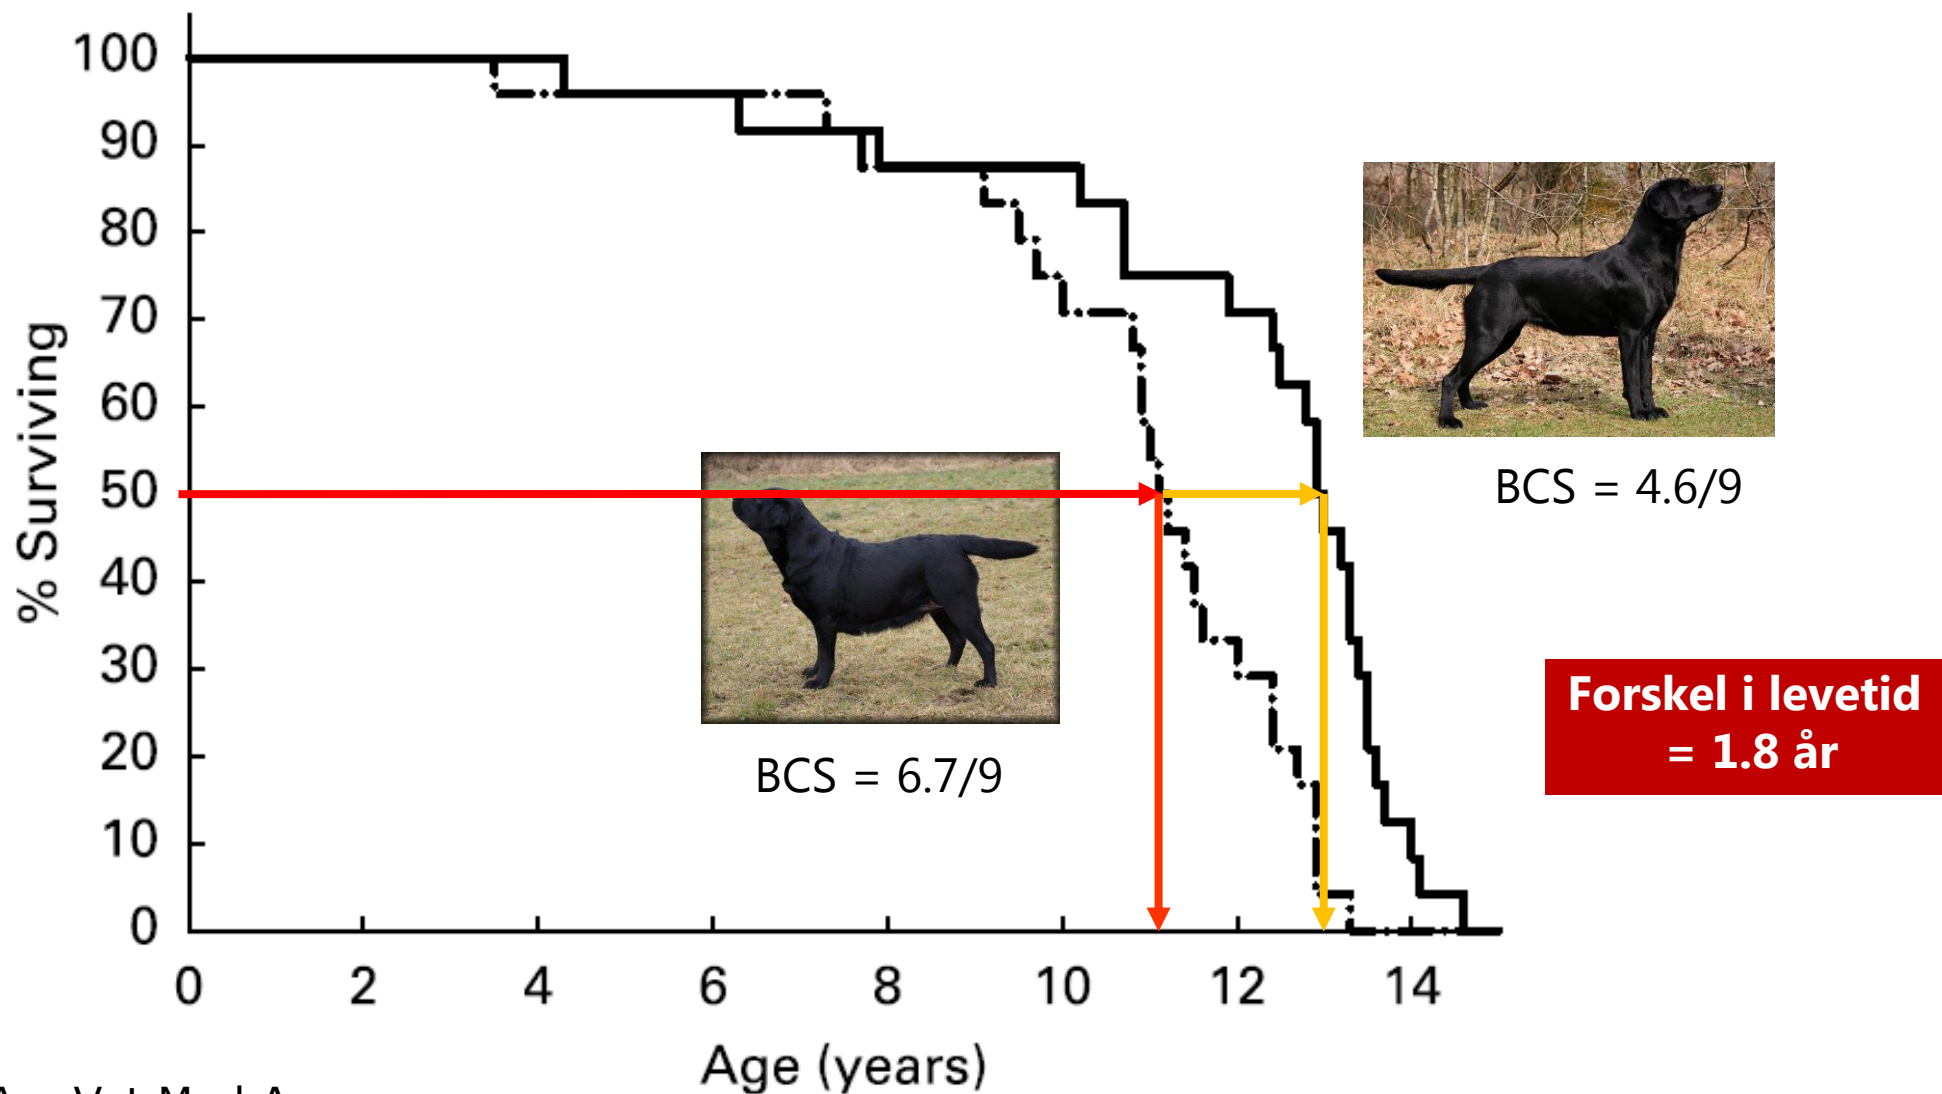 100
90
80
70
60
50
40
30
20
10
0
% Surviving
0 2 4 6 8 10 12 14
Age (years)
BCS = 4.6/9
BCS = 6.7/9
Forskel i levetid
= 1.8 år